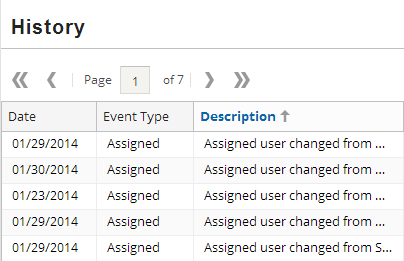 History
Page 1 of 7
Date Event Type Description
01/29/2014 Assigned Assigned user changed from ...
01/30/2014 Assigned Assigned user changed from ...
01/23/2014 Assigned Assigned user changed from ...
01/29/2014 Assigned Assigned user changed from ...
01/29/2014 Assigned Assigned user changed from S...